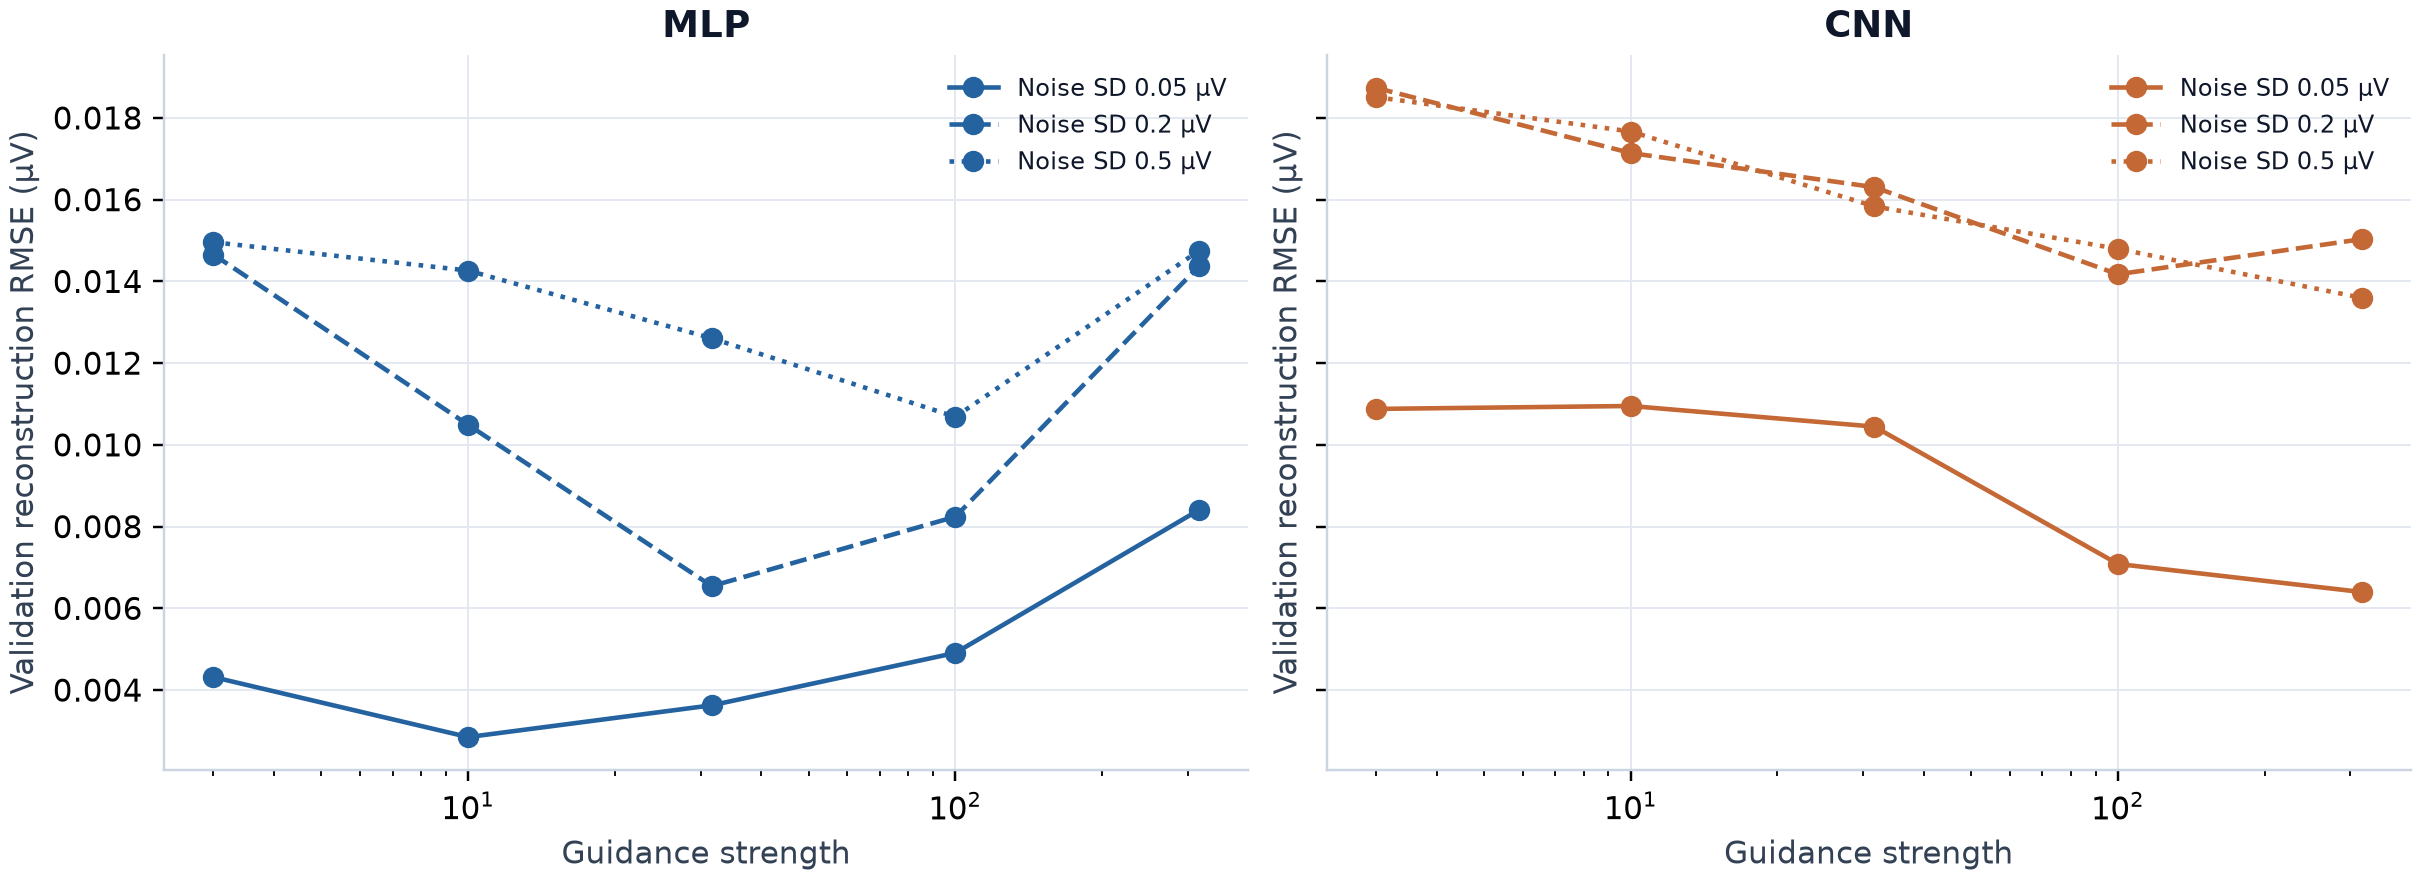 MLP
Validation reconstruction RMSE (µV)
0.018
0.016
0.014
0.012
0.010
0.008
0.006
0.004
Noise SD 0.05 µV
Noise SD 0.2 µV
Noise SD 0.5 µV
10¹
10²
Guidance strength
CNN
Validation reconstruction RMSE (µV)
Noise SD 0.05 µV
Noise SD 0.2 µV
Noise SD 0.5 µV
10¹
10²
Guidance strength